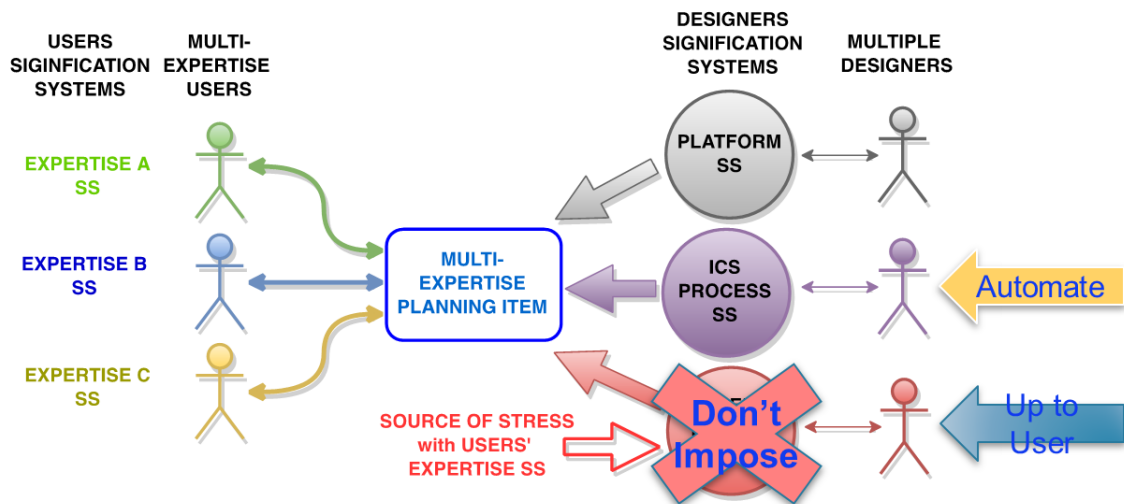 USERS
SIGINFICATION
SYSTEMS
MULTI-
EXPERTISE
USERS
DESIGNERS
SIGNIFICATION
SYSTEMS
MULTIPLE
DESIGNERS
EXPERTISE A
SS
EXPERTISE B
SS
EXPERTISE C
SS
MULTI-
EXPERTISE
PLANNING ITEM
PLATFORM
SS
ICS
PROCESS
SS
Automate
SOURCE OF STRESS
with USERS'
EXPERTISE SS
Don't
Impose
Up to
User